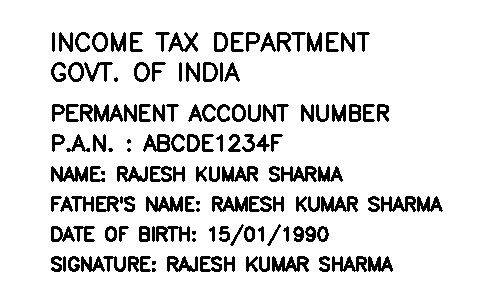 INCOME TAX DEPARTMENT
GOVT. OF INDIA
PERMANENT ACCOUNT NUMBER
P.A.N. : ABCDE1234F
NAME: RAJESH KUMAR SHARMA
FATHER'S NAME: RAMESH KUMAR SHARMA
DATE OF BIRTH: 15/01/1990
SIGNATURE: RAJESH KUMAR SHARMA